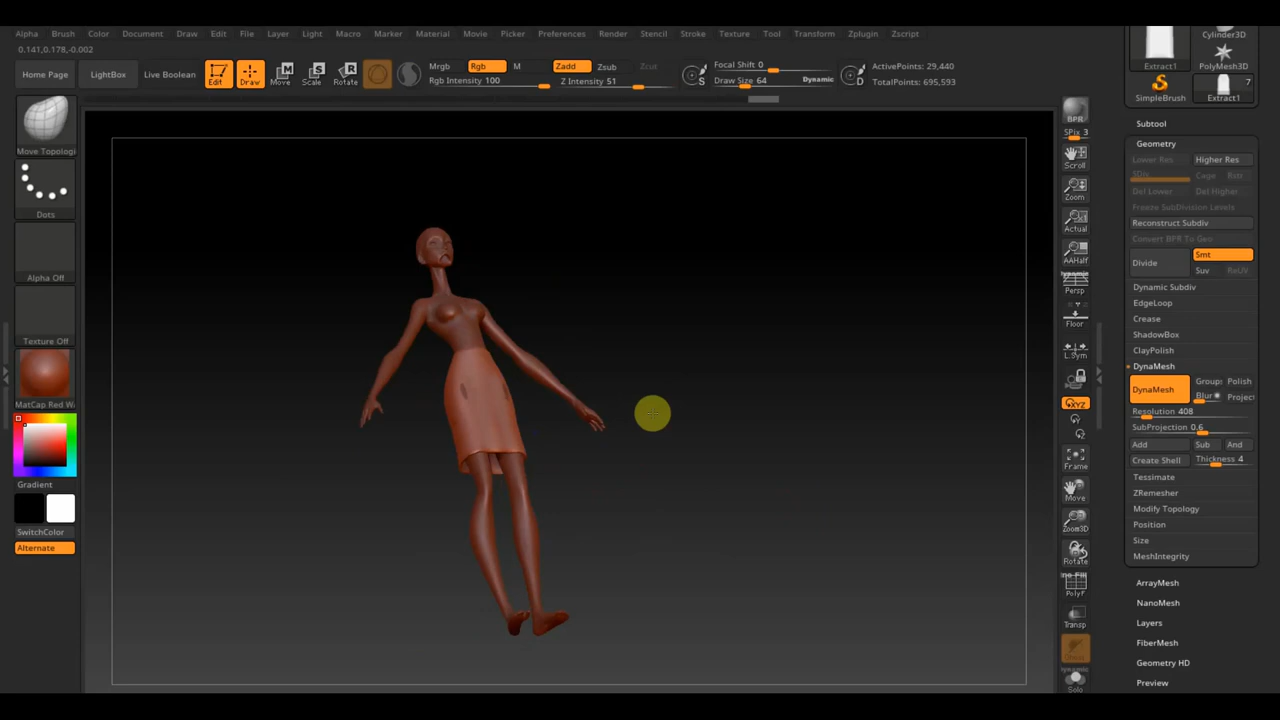 Alpha Brush Color Document Draw Edit File Layer Light Macro Marker Material Movie Picker Preferences Render Stencil Stroke Texture Tool Transform Zplugin Zscript
0.141,0.178,-0.002
Home Page LightBox Live Boolean Edit Draw Move Scale Rotate
Mrgb Rgb M Zadd Zsub Zcut
Rgb Intensity 100 Z Intensity 51
Focal Shift 0
Draw Size 64 Dynamic
ActivePoints: 29,440
TotalPoints: 695,593
Move Topologi
Dots
Alpha Off
Texture Off
MatCap Red W
Gradient
SwitchColor
Alternate
BPR
SPix 3
Scroll
Zoom
Actual
AAHalf
Dynamic
Persp
Floor
L.Sym
XYZ
Frame
Move
Zoom3D
Rotate
PolyF
Transp
Solo
Cylinder3D
Extract1 PolyMesh3D
7
SimpleBrush Extract1
Subtool
Geometry
Lower Res Higher Res
SDiv Cage Rstr
Del Lower Del Higher
Freeze SubDivision Levels
Reconstruct Subdiv
Convert BPR To Geo
Divide Smt
Suv ReUV
Dynamic Subdiv
EdgeLoop
Crease
ShadowBox
ClayPolish
DynaMesh
DynaMesh Group Polish
Blur Project
Resolution 408
SubProjection 0.6
Add Sub And
Create Shell Thickness 4
Tessimate
ZRemesher
Modify Topology
Position
Size
MeshIntegrity
ArrayMesh
NanoMesh
Layers
FiberMesh
Geometry HD
Preview